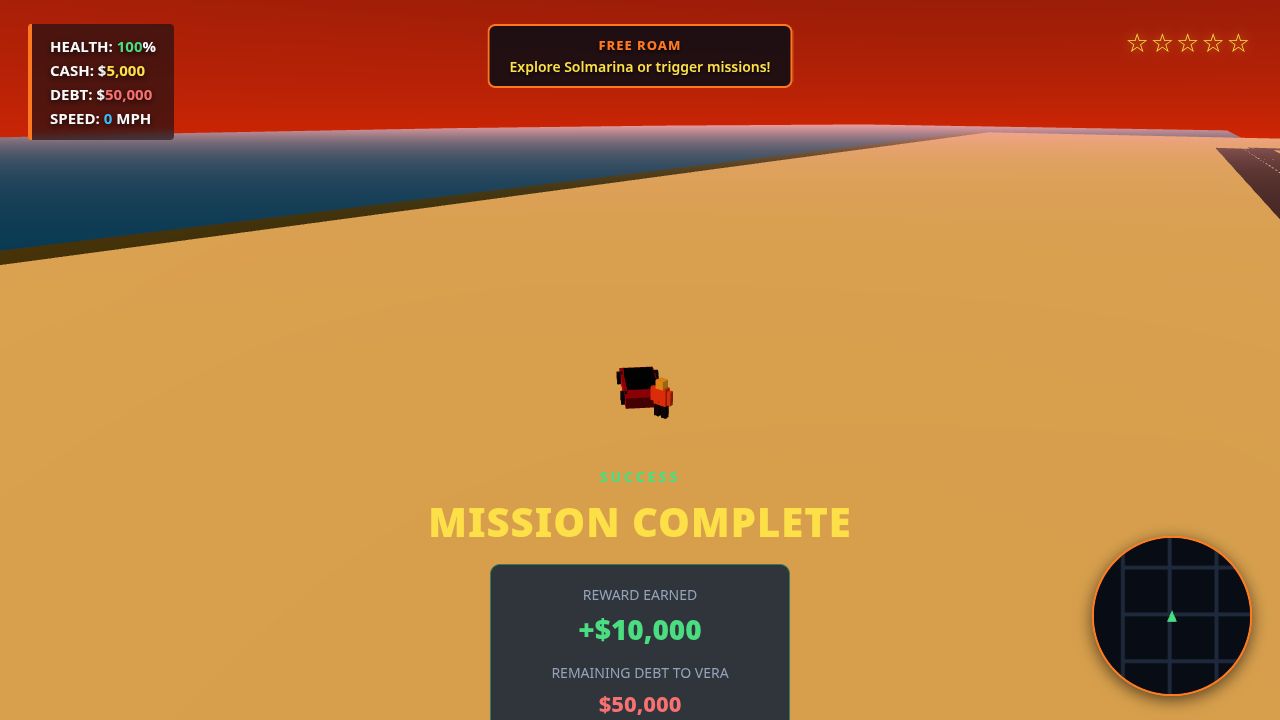 HEALTH: 100%
CASH: $5,000
DEBT: $50,000
SPEED: 0 MPH
FREE ROAM
Explore Solmarina or trigger missions!
☆☆☆☆☆
SUCCESS
MISSION COMPLETE
REWARD EARNED
+$10,000
REMAINING DEBT TO VERA
$50,000